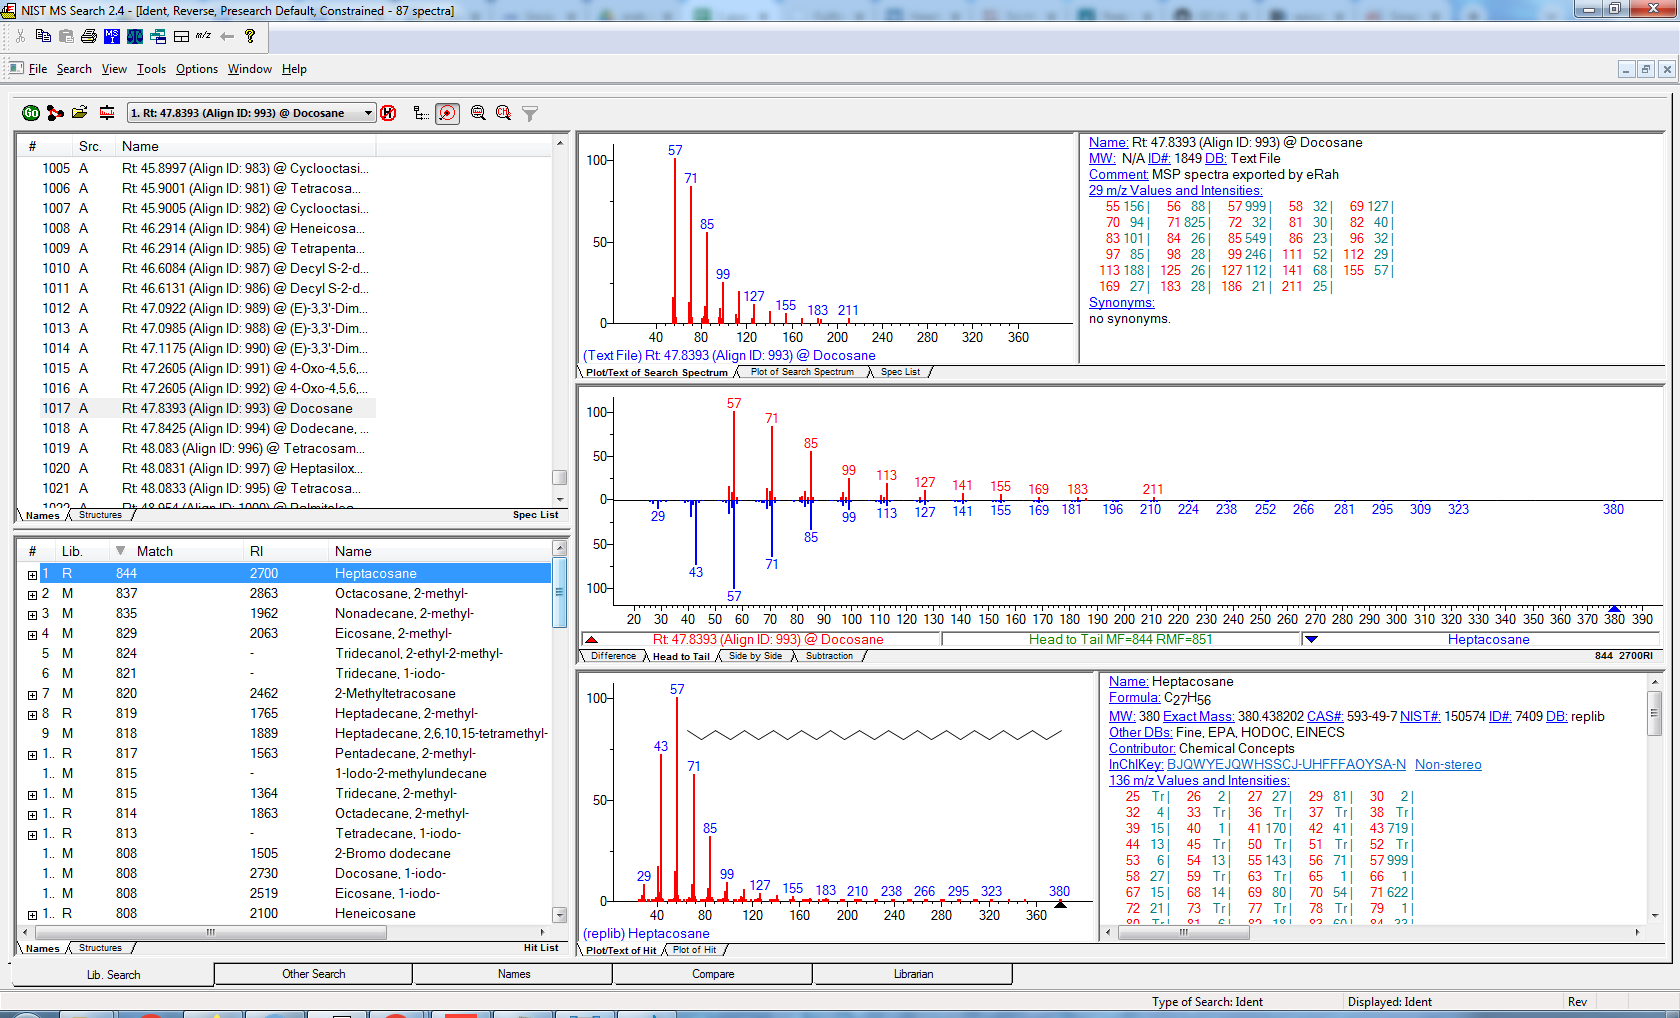 NIST MS Search 2.4 - [Ident, Reverse, Presearch Default, Constrained - 87 spectra]
File Search View Tools Options Window Help
1. Rt: 47.8393 (Align ID: 993) @ Docosane
# Src. Name
1005 A Rt: 45.8997 (Align ID: 983) @ Cyclooctasi...
1006 A Rt: 45.9001 (Align ID: 981) @ Tetracosa...
1007 A Rt: 45.9005 (Align ID: 982) @ Cyclooctasi...
1008 A Rt: 46.2914 (Align ID: 984) @ Heneicosa...
1009 A Rt: 46.2914 (Align ID: 985) @ Tetrapenta...
1010 A Rt: 46.6084 (Align ID: 987) @ Decyl S-2-d...
1011 A Rt: 46.6131 (Align ID: 986) @ Decyl S-2-d...
1012 A Rt: 47.0922 (Align ID: 989) @ (E)-3,3'-Dim...
1013 A Rt: 47.0985 (Align ID: 988) @ (E)-3,3'-Dim...
1014 A Rt: 47.1175 (Align ID: 990) @ (E)-3,3'-Dim...
1015 A Rt: 47.2605 (Align ID: 991) @ 4-Oxo-4,5,6,...
1016 A Rt: 47.2605 (Align ID: 992) @ 4-Oxo-4,5,6,...
1017 A Rt: 47.8393 (Align ID: 993) @ Docosane
1018 A Rt: 47.8425 (Align ID: 994) @ Dodecane, ...
1019 A Rt: 48.083 (Align ID: 996) @ Tetracosam...
1020 A Rt: 48.0831 (Align ID: 997) @ Heptasilox...
1021 A Rt: 48.0833 (Align ID: 995) @ Tetracosa...
Names Structures Spec List
100 50 0
57 71 85 99 127 155 183 211
40 80 120 160 200 240 280 320 360
(Text File) Rt: 47.8393 (Align ID: 993) @ Docosane
Plot/Text of Search Spectrum Plot of Search Spectrum Spec List
Name: Rt: 47.8393 (Align ID: 993) @ Docosane
MW: N/A ID#: 1849 DB: Text File
Comment: MSP spectra exported by eRah
29 m/z Values and Intensities:
55 156 | 56 88 | 57 999 | 58 32 | 69 127 |
70 94 | 71 825 | 72 32 | 81 30 | 82 40 |
83 101 | 84 26 | 85 549 | 86 23 | 96 32 |
97 85 | 98 28 | 99 246 | 111 52 | 112 29 |
113 188 | 125 26 | 127 112 | 141 68 | 155 57 |
169 27 | 183 28 | 186 21 | 211 25 |
Synonyms:
no synonyms.
100 50 0 50 100
57 71 85 99 113 127 141 155 169 183 211
29 43 57 71 85 99 113 127 141 155 169 181 196 210 224 238 252 266 281 295 309 323 380
20 30 40 50 60 70 80 90 100 110 120 130 140 150 160 170 180 190 200 210 220 230 240 250 260 270 280 290 300 310 320 330 340 350 360 370 380 390
Rt: 47.8393 (Align ID: 993) @ Docosane Head to Tail MF=844 RMF=851 Heptacosane
Difference Head to Tail Side by Side Subtraction 844 2700RI
# Lib. Match RI Name
1 R 844 2700 Heptacosane
2 M 837 2863 Octacosane, 2-methyl-
3 M 835 1962 Nonadecane, 2-methyl-
4 M 829 2063 Eicosane, 2-methyl-
5 M 824 - Tridecanol, 2-ethyl-2-methyl-
6 M 821 - Tridecane, 1-iodo-
7 M 820 2462 2-Methyltetracosane
8 R 819 1765 Heptadecane, 2-methyl-
9 M 818 1889 Heptadecane, 2,6,10,15-tetramethyl-
1.. R 817 1563 Pentadecane, 2-methyl-
1.. M 815 - 1-Iodo-2-methylundecane
1.. M 815 1364 Tridecane, 2-methyl-
1.. R 814 1863 Octadecane, 2-methyl-
1.. R 813 - Tetradecane, 1-iodo-
1.. M 808 1505 2-Bromo dodecane
1.. M 808 2730 Docosane, 1-iodo-
1.. M 808 2519 Eicosane, 1-iodo-
1.. R 808 2100 Heneicosane
Names Structures Hit List
100 50 0
29 43 57 71 85 99 127 155 183 210 238 266 295 323 380
40 80 120 160 200 240 280 320 360
(replib) Heptacosane
Plot/Text of Hit Plot of Hit
Name: Heptacosane
Formula: C27H56
MW: 380 Exact Mass: 380.438202 CAS#: 593-49-7 NIST#: 150574 ID#: 7409 DB: replib
Other DBs: Fine, EPA, HODOC, EINECS
Contributor: Chemical Concepts
InChIKey: BJQWYEJQWHSSCJ-UHFFFAOYSA-N Non-stereo
136 m/z Values and Intensities:
25 Tr | 26 2 | 27 27 | 29 81 | 30 2 |
32 4 | 33 Tr | 36 Tr | 37 Tr | 38 Tr |
39 15 | 40 1 | 41 170 | 42 41 | 43 719 |
44 13 | 45 Tr | 50 Tr | 51 Tr | 52 Tr |
53 6 | 54 13 | 55 143 | 56 71 | 57 999 |
58 27 | 59 Tr | 63 Tr | 65 1 | 66 1 |
67 15 | 68 14 | 69 80 | 70 54 | 71 622 |
72 21 | 73 Tr | 77 Tr | 78 Tr | 79 1 |
Lib. Search Other Search Names Compare Librarian
Type of Search: Ident Displayed: Ident Rev